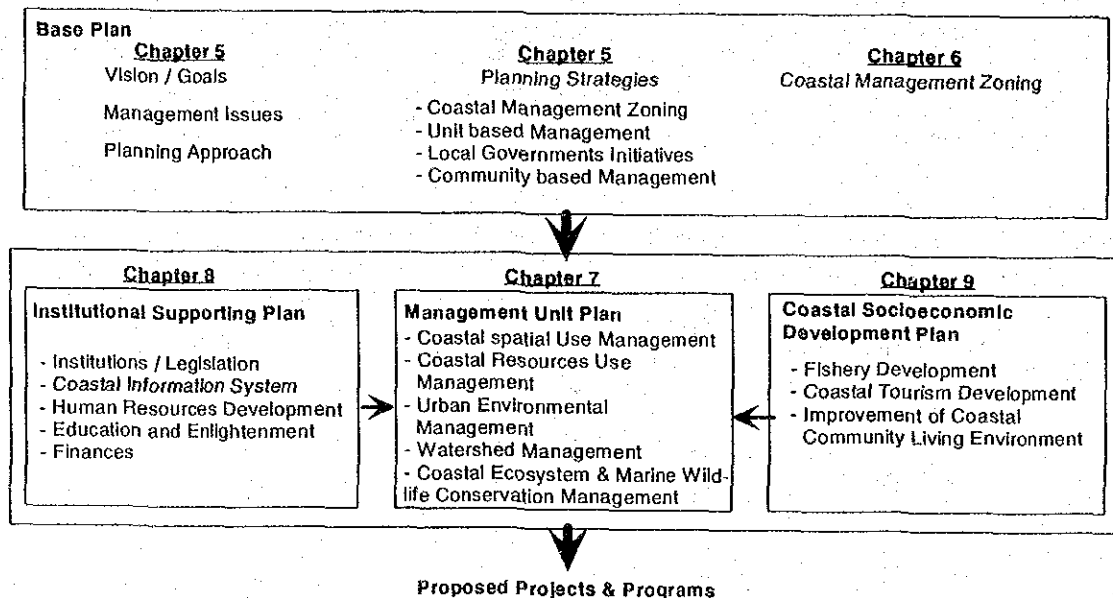 Base Plan
Chapter 5
Vision / Goals
Management Issues
Planning Approach
Chapter 5
Planning Strategies
- Coastal Management Zoning
- Unit based Management
- Local Governments Initiatives
- Community based Management
Chapter 6
Coastal Management Zoning
Chapter 8
Institutional Supporting Plan
- Institutions / Legislation
- Coastal Information System
- Human Resources Development
- Education and Enlightenment
- Finances
Chapter 7
Management Unit Plan
- Coastal spatial Use Management
- Coastal Resources Use
Management
- Urban Environmental
Management
- Watershed Management
- Coastal Ecosystem & Marine Wild-
life Conservation Management
Chapter 9
Coastal Socioeconomic
Development Plan
- Fishery Development
- Coastal Tourism Development
- Improvement of Coastal
Community Living Environment
Proposed Projects & Programs